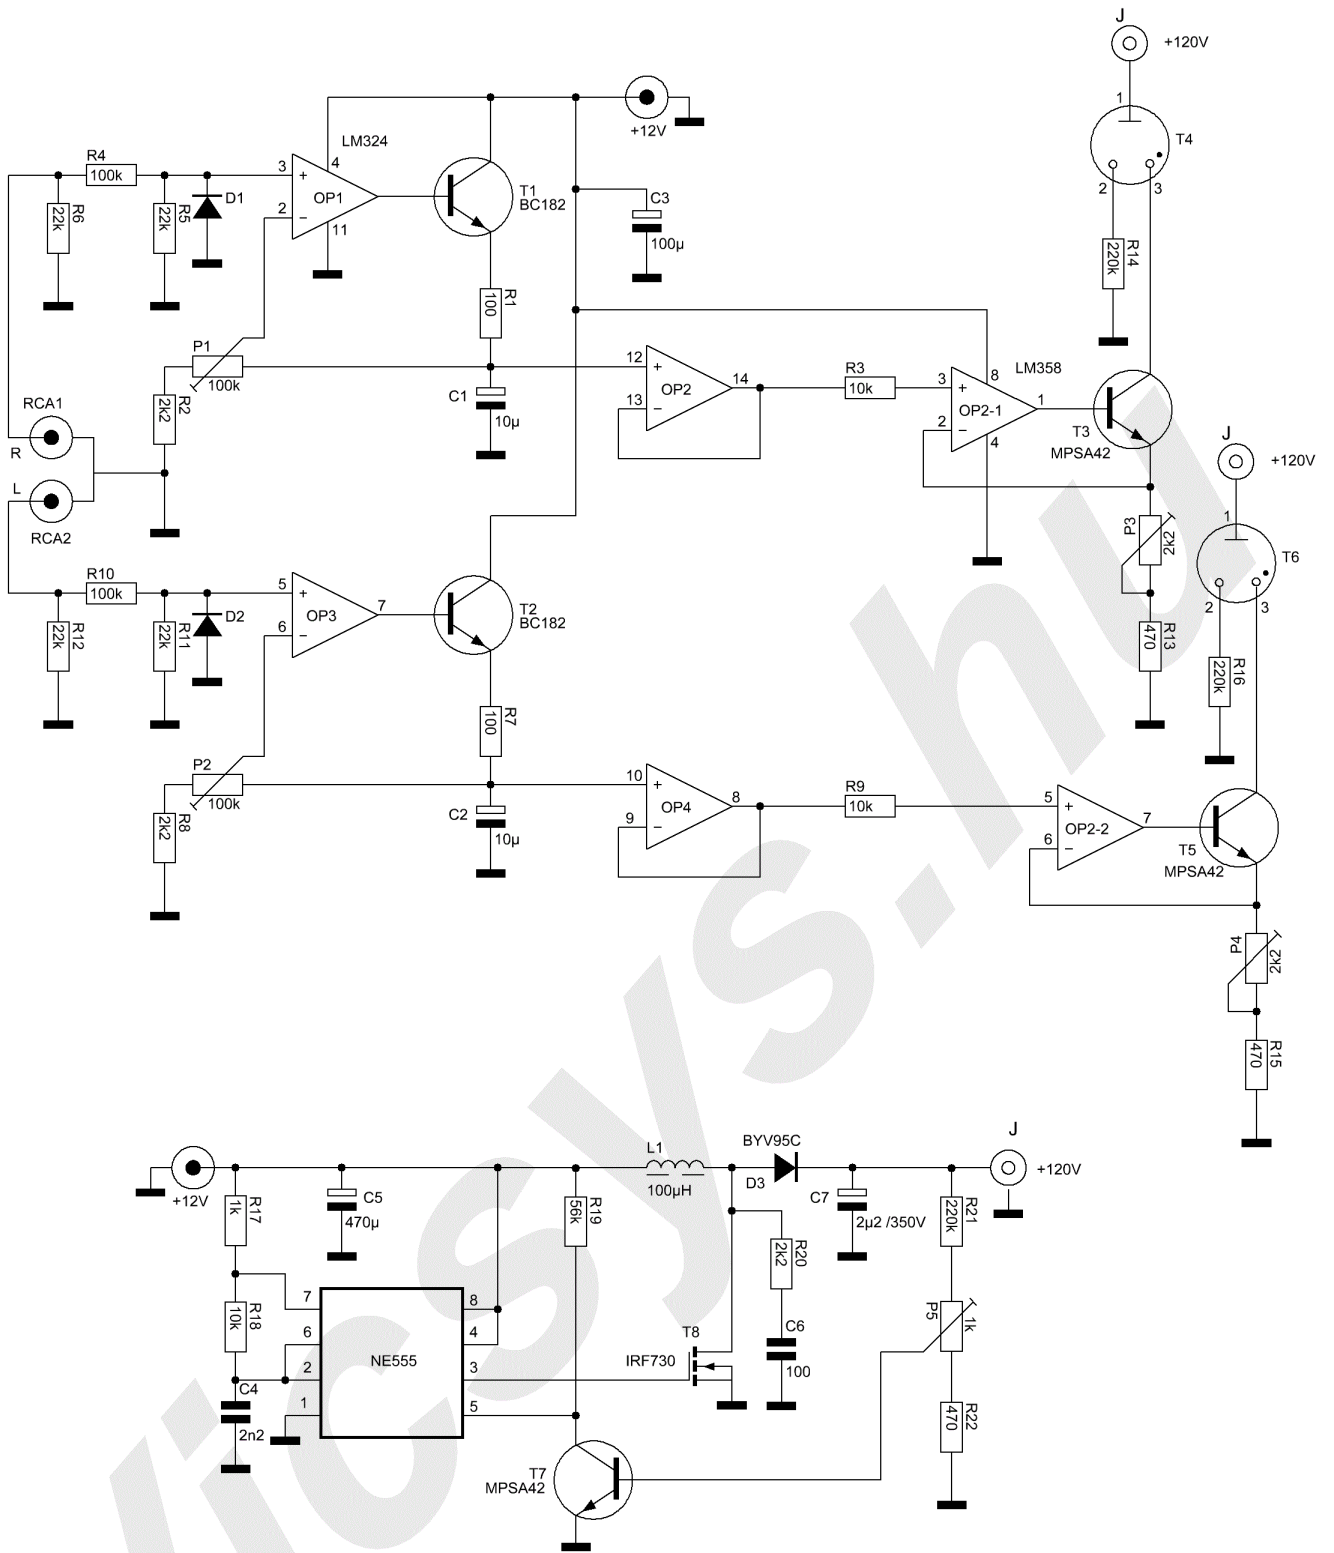 J
+120V
1
T4
2
3
R14
220k
+12V
LM324
R4
100k
3
+
4
OP1
2
–
11
R6
22k
R5
22k
D1
T1
BC182
C3
100µ
R1
100
P1
100k
R2
2k2
C1
10µ
RCA1
R
L
RCA2
12
+
OP2
13
–
14
R3
10k
LM358
3
+
8
OP2-1
2
–
4
1
T3
MPSA42
P3
2k2
R13
470
J
+120V
1
T6
2
3
R16
220k
R10
100k
5
+
OP3
6
–
7
R12
22k
R11
22k
D2
T2
BC182
R7
100
P2
100k
R8
2k2
C2
10µ
10
+
OP4
9
–
8
R9
10k
5
+
OP2-2
6
–
7
T5
MPSA42
P4
2k2
R15
470
+12V
R17
1k
C5
470µ
R19
56k
L1
100µH
BYV95C
D3
C7
2µ2 /350V
J
+120V
R21
220k
R20
2k2
C6
100
P5
1k
R22
470
R18
10k
C4
2n2
7
6
2
1
NE555
8
4
3
5
T8
IRF730
T7
MPSA42
vicsys.hu